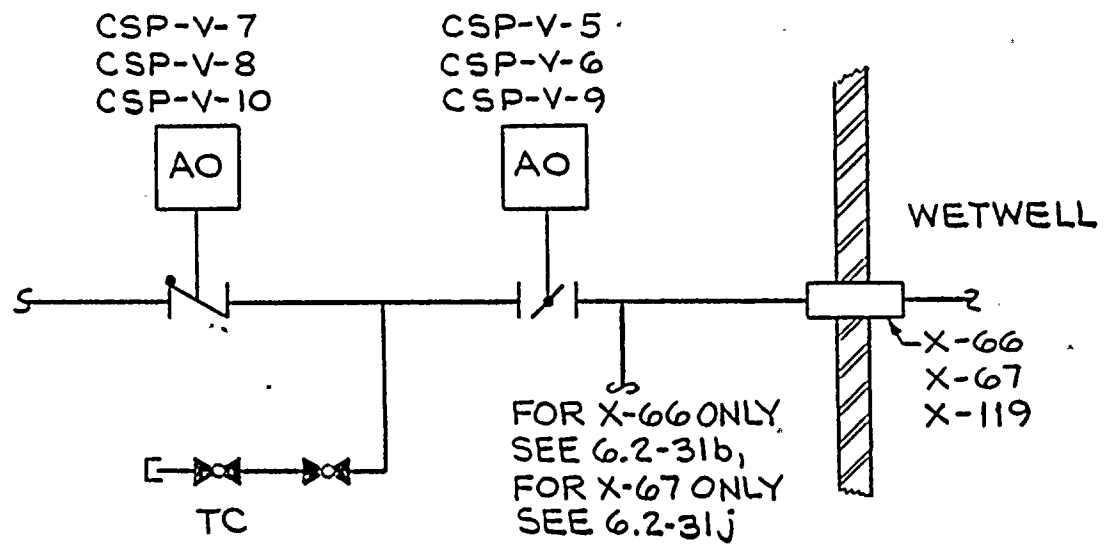 CSP-V-7
CSP-V-8
CSP-V-10
CSP-V-5
CSP-V-6
CSP-V-9
AO
AO
WETWELL
X-66
X-67
X-119
FOR X-66 ONLY
SEE 6.2-31b,
FOR X-67 ONLY
SEE 6.2-31j
TC